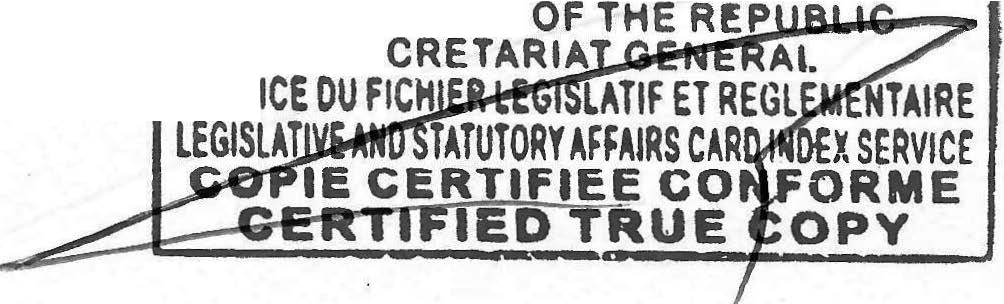 OF THE REPUBLIC
CRETARIAT GENERAL
ICE DU FICHIER LEGISLATIF ET REGLEMENTAIRE
LEGISLATIVE AND STATUTORY AFFAIRS CARD INDEX SERVICE
COPIE CERTIFIEE CONFORME
CERTIFIED TRUE COPY